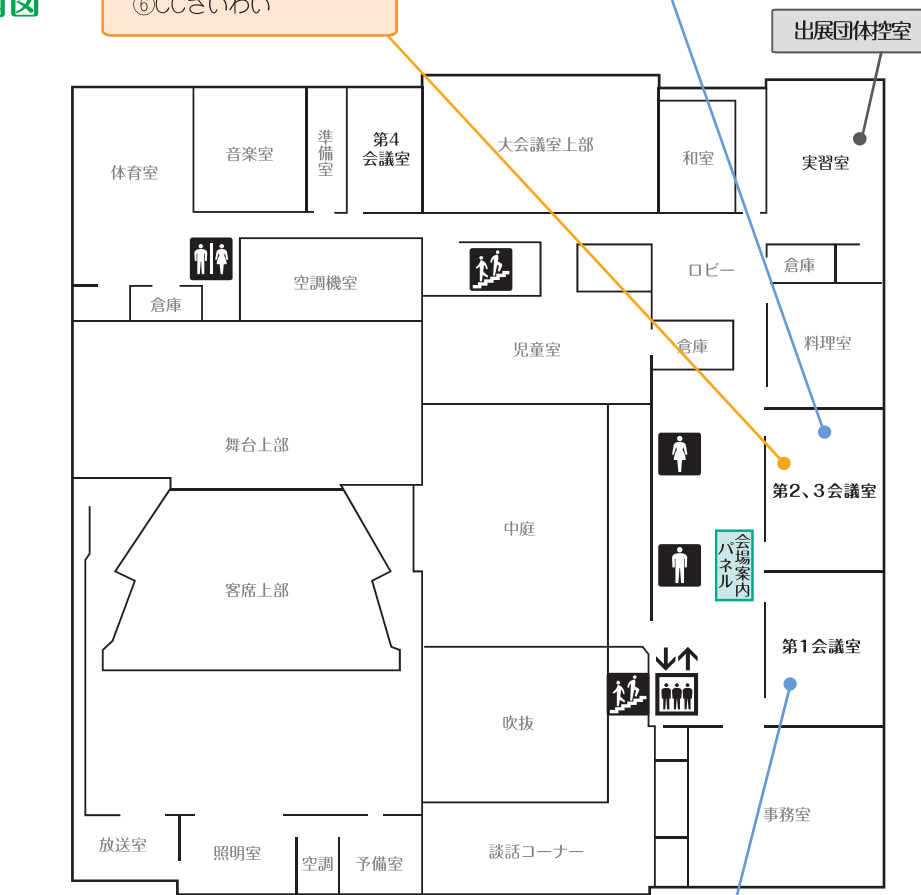 ⑥CCさいわい
出展団体控室
体育室
音楽室
準備室
第4
会議室
大会議室上部
和室
実習室
倉庫
空調機室
児童室
ロビー
倉庫
倉庫
料理室
舞台上部
第2、3会議室
中庭
会場案内
パネル
客席上部
第1会議室
吹抜
事務室
放送室
照明室
空調
予備室
談話コーナー